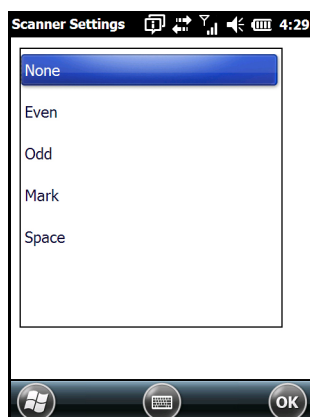 Scanner Settings 4:29
None
Even
Odd
Mark
Space
OK